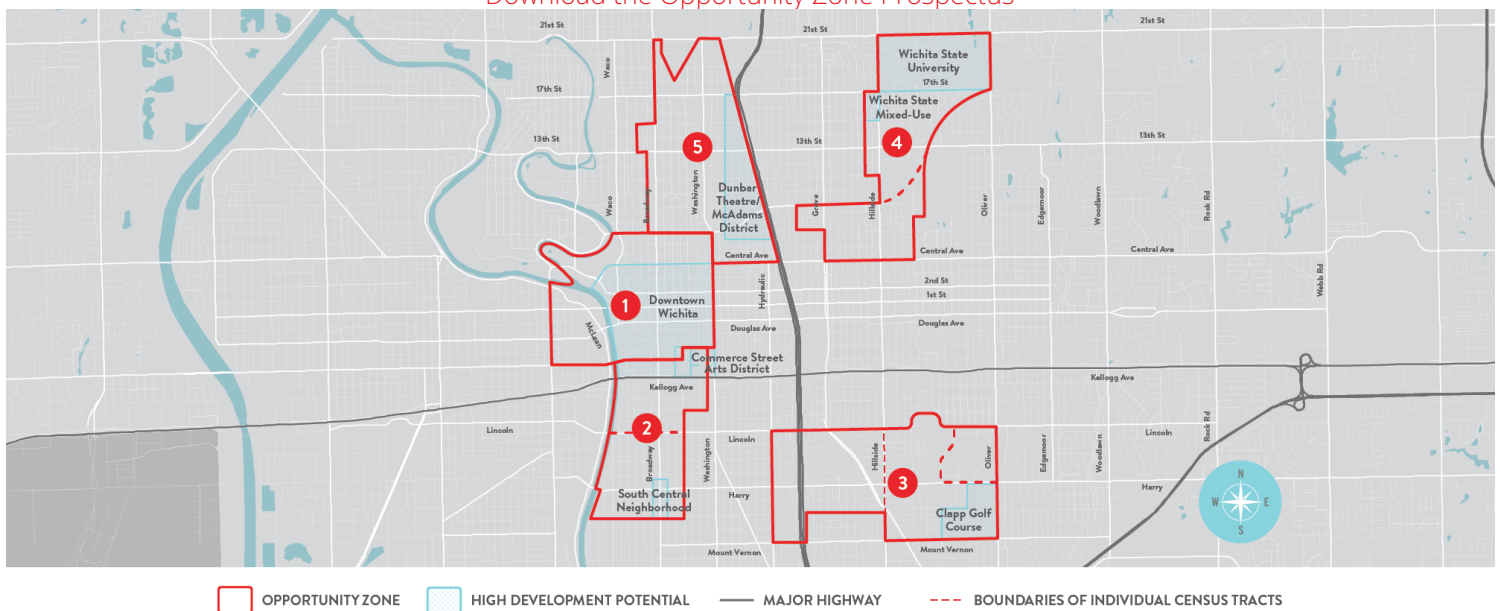 Download the Opportunity Zone Prospectus
21st St
21st St
21st St
Waco
Wichita State
University
17th St
17th St
17th St
Wichita State
Mixed-Use
13th St
13th St
13th St
5
4
Waco
Broadway
Washington
Dunbar
Theatre/
McAdams
District
Grove
Hillside
Oliver
Edgemoor
Woodlawn
Rock Rd
Central Ave
Central Ave
Central Ave
Webb Rd
Hydraulic
2nd St
1st St
1
Downtown
Wichita
McLean
Douglas Ave
Douglas Ave
Commerce Street
Arts District
Kellogg Ave
Kellogg Ave
Lincoln
2
Lincoln
Lincoln
Broadway
Washington
Hillside
Oliver
Edgemoor
Woodlawn
Rock Rd
3
South Central
Neighborhood
Harry
Harry
Clapp Golf
Course
Mount Vernon
Mount Vernon
N
W E
S
OPPORTUNITY ZONE
HIGH DEVELOPMENT POTENTIAL
MAJOR HIGHWAY
BOUNDARIES OF INDIVIDUAL CENSUS TRACTS